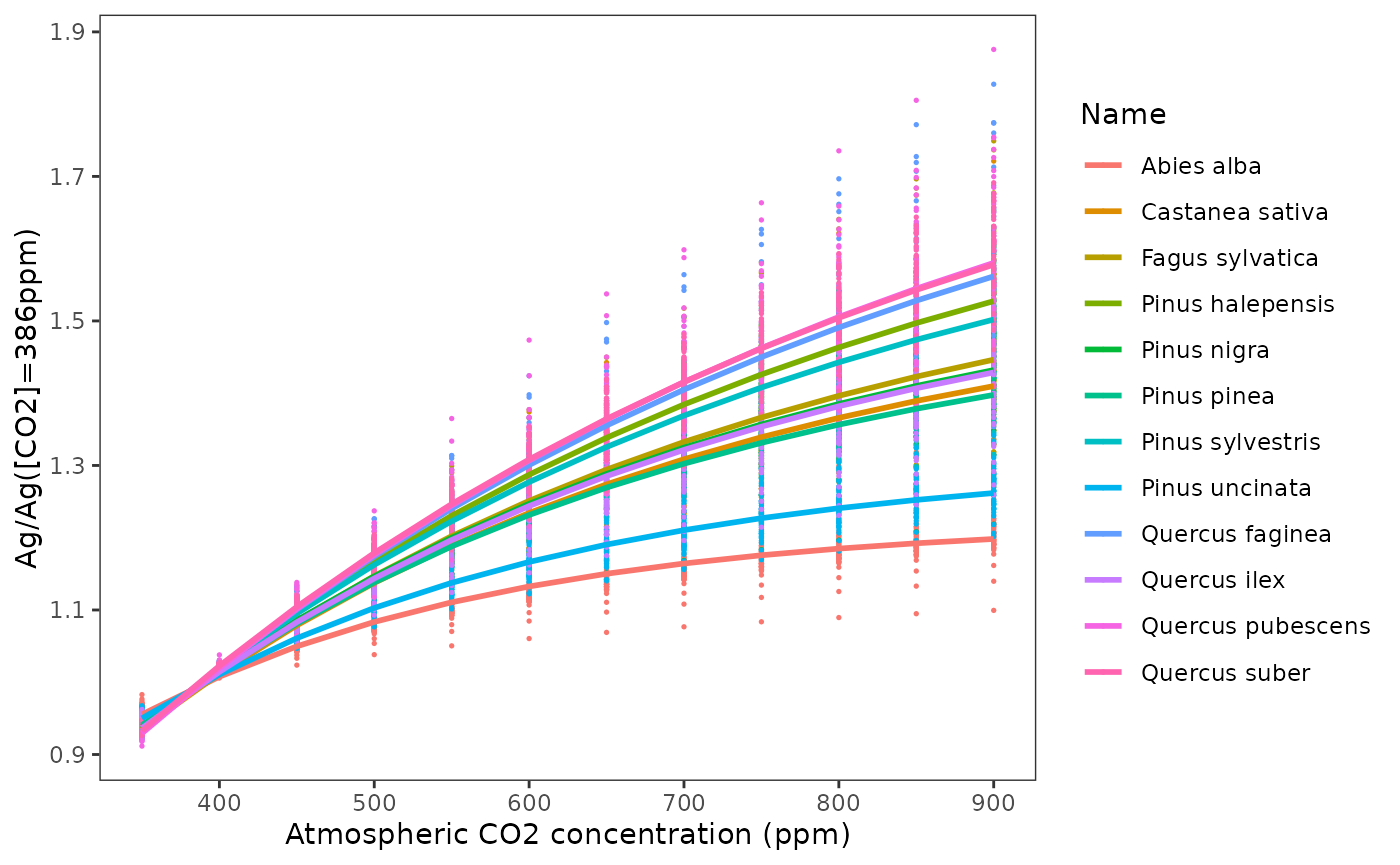 Ag/Ag([CO2]=386ppm)
1.9
1.7
1.5
1.3
1.1
0.9
400 500 600 700 800 900
Atmospheric CO2 concentration (ppm)
Name
Abies alba
Castanea sativa
Fagus sylvatica
Pinus halepensis
Pinus nigra
Pinus pinea
Pinus sylvestris
Pinus uncinata
Quercus faginea
Quercus ilex
Quercus pubescens
Quercus suber